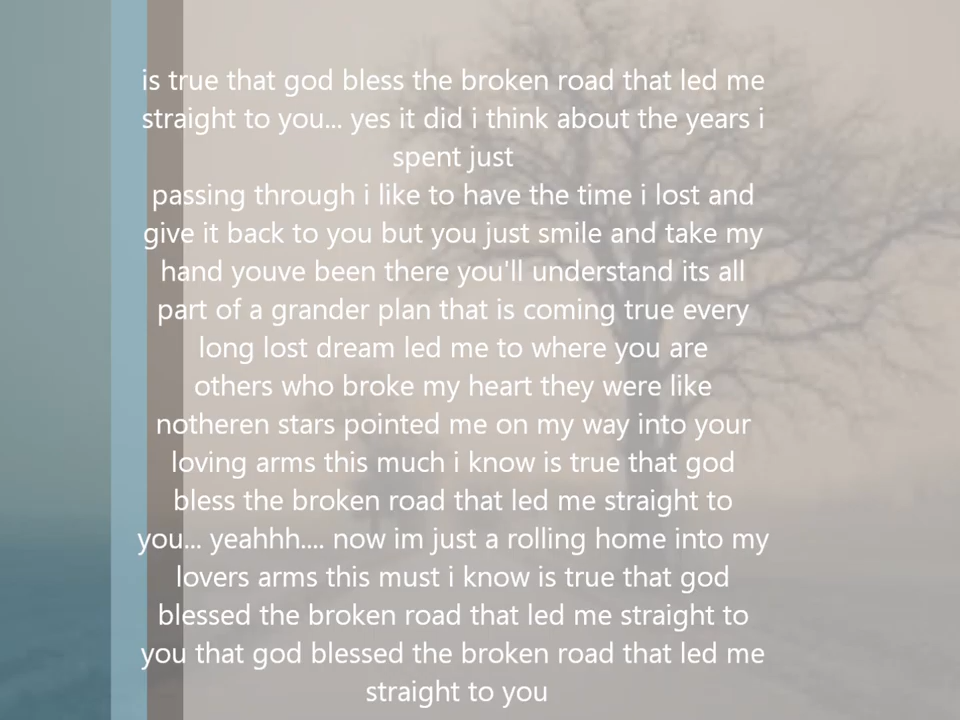 is true that god bless the broken road that led me
straight to you... yes it did i think about the years i
spent just
passing through i like to have the time i lost and
give it back to you but you just smile and take my
hand youve been there you'll understand its all
part of a grander plan that is coming true every
long lost dream led me to where you are
others who broke my heart they were like
notheren stars pointed me on my way into your
loving arms this much i know is true that god
bless the broken road that led me straight to
you... yeahhh.... now im just a rolling home into my
lovers arms this must i know is true that god
blessed the broken road that led me straight to
you that god blessed the broken road that led me
straight to you